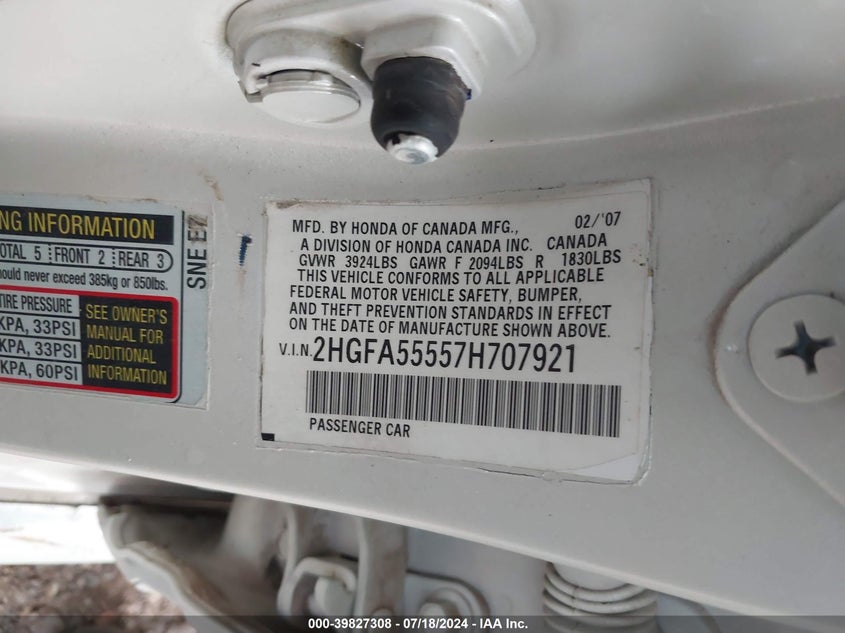 NG INFORMATION
TOTAL 5 FRONT 2 REAR 3
should never exceed 385kg or 850lbs.
TIRE PRESSURE
KPA, 33PSI
KPA, 33PSI
KPA, 60PSI
SEE OWNER'S
MANUAL FOR
ADDITIONAL
INFORMATION
SNE E7
MFD. BY HONDA OF CANADA MFG., 02/'07
A DIVISION OF HONDA CANADA INC. CANADA
GVWR 3924LBS GAWR F 2094LBS R 1830LBS
THIS VEHICLE CONFORMS TO ALL APPLICABLE
FEDERAL MOTOR VEHICLE SAFETY, BUMPER,
AND THEFT PREVENTION STANDARDS IN EFFECT
ON THE DATE OF MANUFACTURE SHOWN ABOVE.
V.I.N. 2HGFA55557H707921
PASSENGER CAR
000-39827308 - 07/18/2024 - IAA Inc.